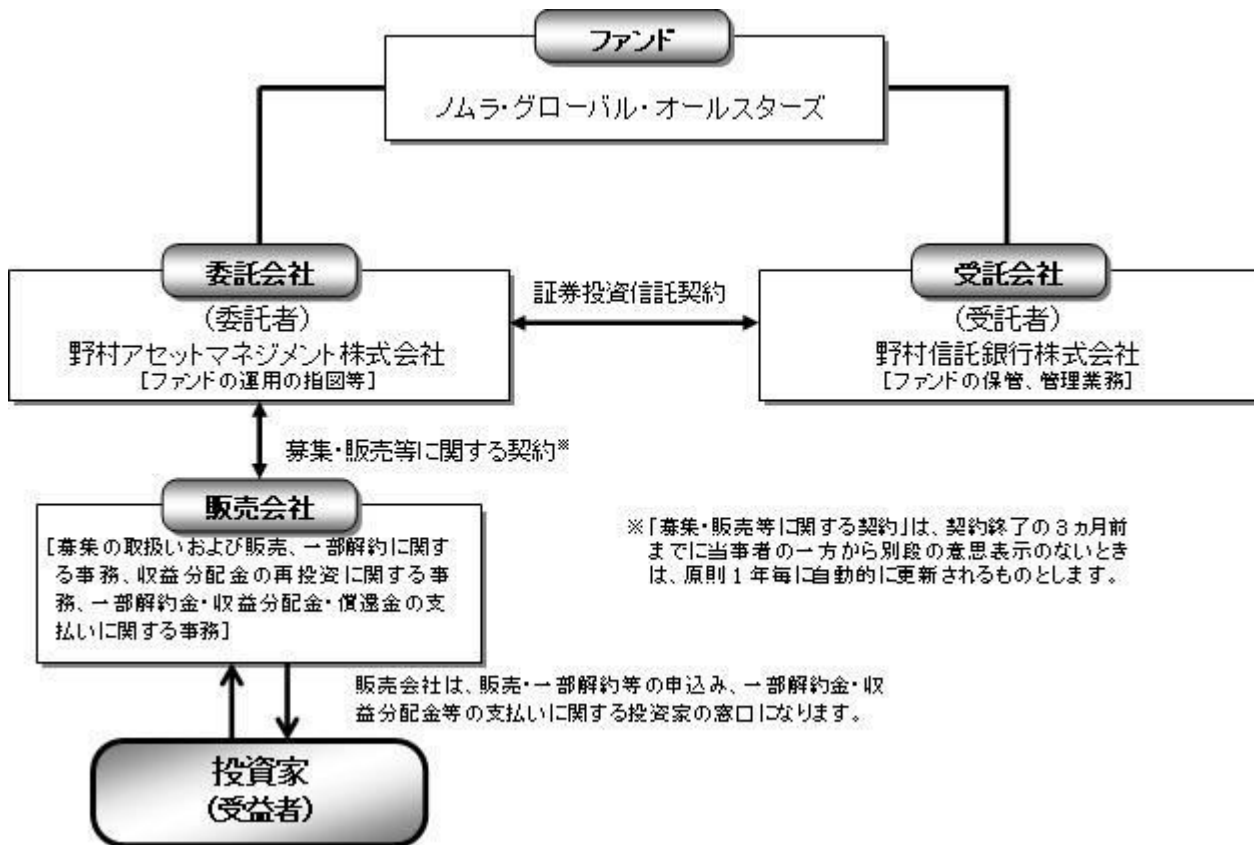 ファンド
ノムラ・グローバル・オールスターズ
委託会社
(委託者)
野村アセットマネジメント株式会社
[ファンドの運用の指図等]
証券投資信託契約
受託会社
(受託者)
野村信託銀行株式会社
[ファンドの保管、管理業務]
募集・販売等に関する契約※
販売会社
[募集の取扱いおよび販売、一部解約に関す
る事務、収益分配金の再投資に関する事
務、一部解約金・収益分配金・償還金の支
払いに関する事務]
※「募集・販売等に関する契約」は、契約終了の3ヵ月前
までに当事者の一方から別段の意思表示のないとき
は、原則1年毎に自動的に更新されるものとします。
販売会社は、販売・一部解約等の申込み、一部解約金・収
益分配金等の支払いに関する投資家の窓口になります。
投資家
(受益者)